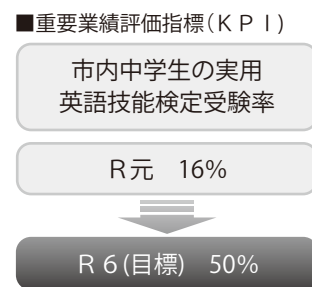 ■重要業績評価指標(ＫＰＩ)
市内中学生の実用
英語技能検定受験率
Ｒ元　16%
Ｒ６(目標)　50%